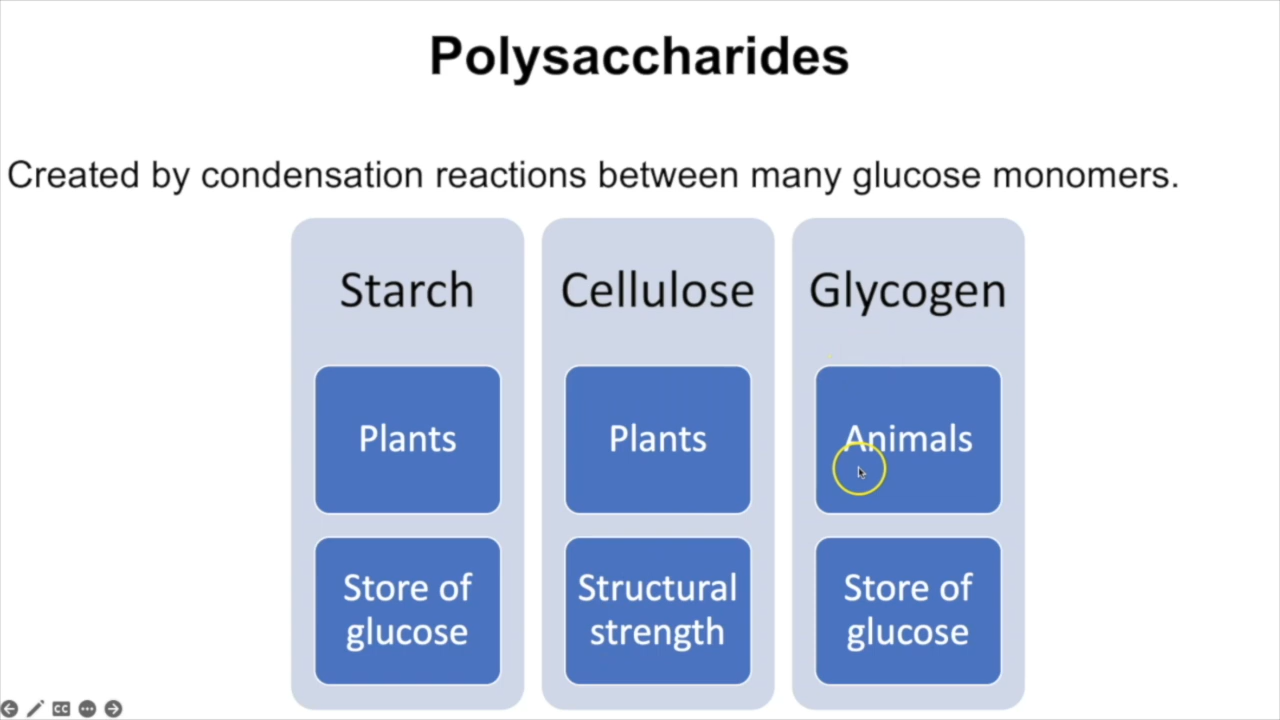 Polysaccharides
Created by condensation reactions between many glucose monomers.
Starch
Plants
Store of
glucose
Cellulose
Plants
Structural
strength
Glycogen
Animals
Store of
glucose
CC